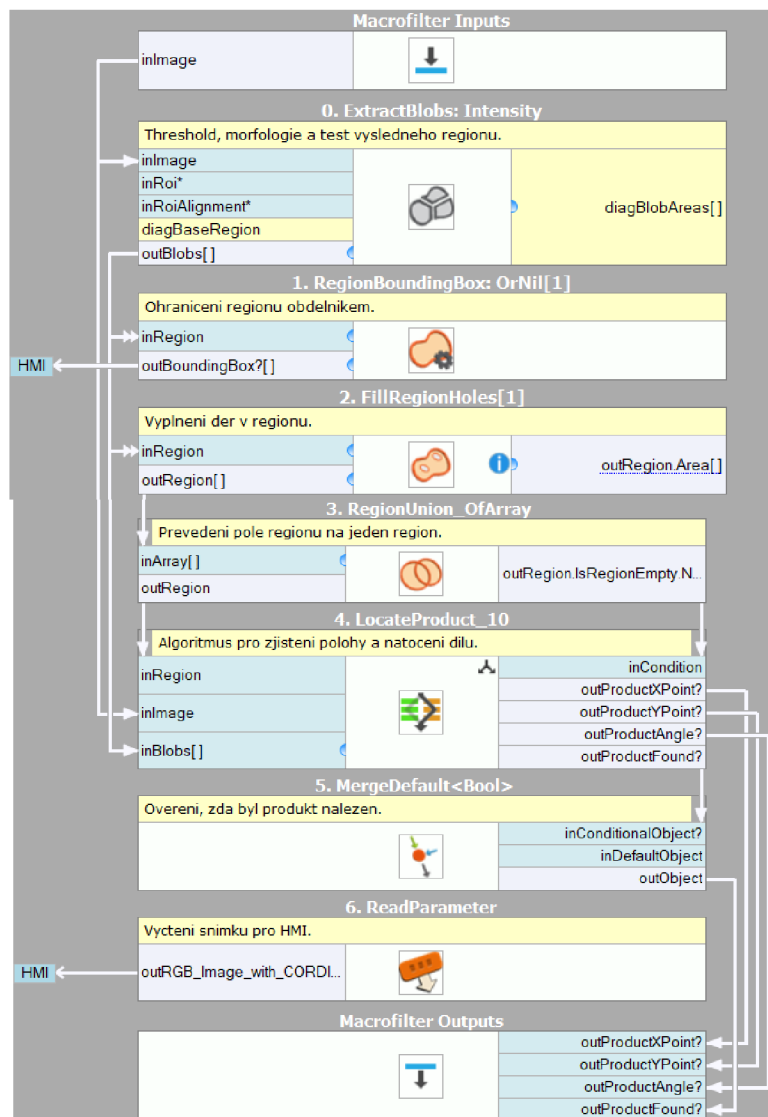 Macrofilter Inputs
inImage
0. ExtractBlobs: Intensity
Threshold, morfologie a test vysledneho regionu.
inImage
inRoi*
inRoiAlignment*
diagBaseRegion
outBlobs[]
diagBlobAreas[]
1. RegionBoundingBox: OrNil[1]
Ohraniceni regionu obdelnikem.
inRegion
outBoundingBox?[]
HMI
2. FillRegionHoles[1]
Vyplneni der v regionu.
inRegion
outRegion[]
outRegion.Area[]
3. RegionUnion_OfArray
Prevedeni pole regionu na jeden region.
inArray[]
outRegion
outRegion.IsRegionEmpty.N...
4. LocateProduct_10
Algoritmus pro zjisteni polohy a natoceni dilu.
inRegion
inImage
inBlobs[]
inCondition
outProductXPoint?
outProductYPoint?
outProductAngle?
outProductFound?
5. MergeDefault<Bool>
Overeni, zda byl produkt nalezen.
inConditionalObject?
inDefaultObject
outObject
6. ReadParameter
Vycteni snimku pro HMI.
outRGB_Image_with_CORDI...
HMI
Macrofilter Outputs
outProductXPoint?
outProductYPoint?
outProductAngle?
outProductFound?